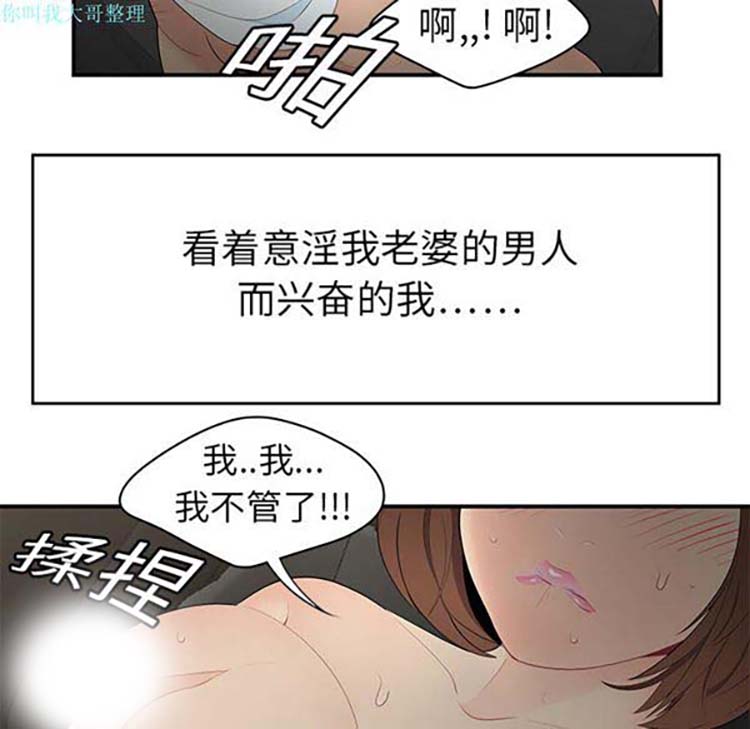 你叫我大哥整理
啊,,! 啊!
啪
看着意淫我老婆的男人
而兴奋的我......
我..我...
我不管了!!!
揉捏